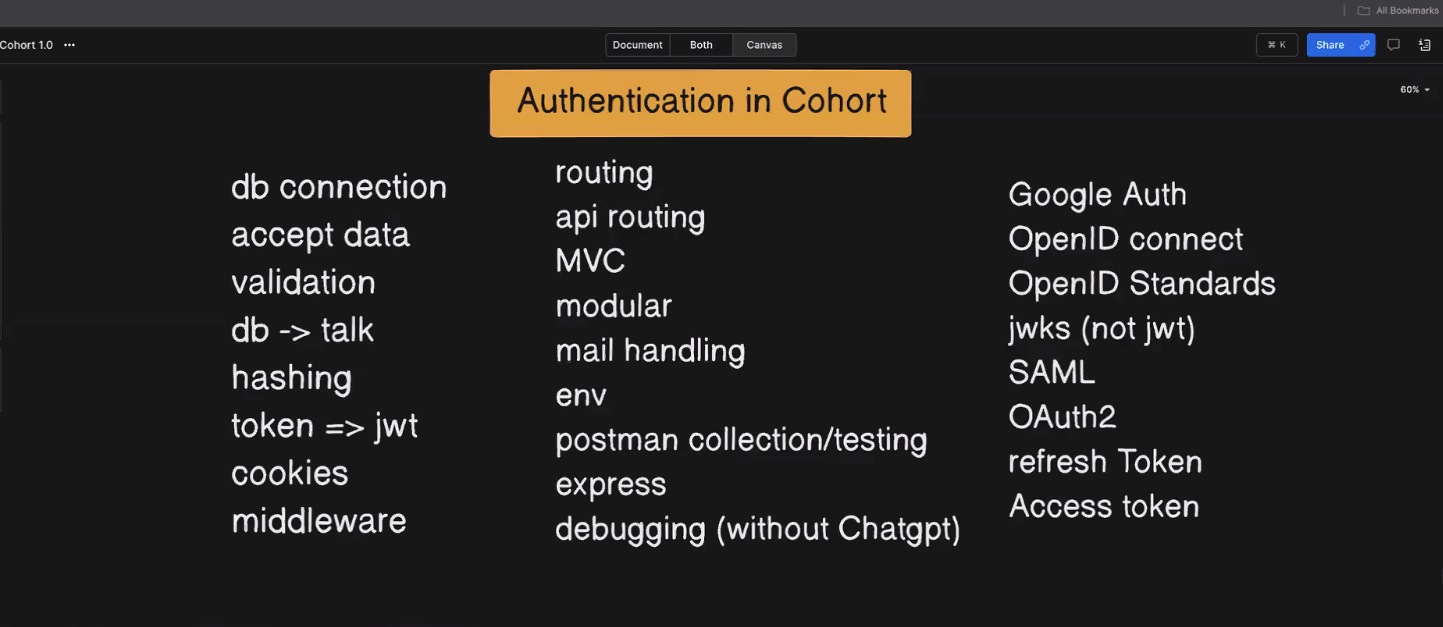 All Bookmarks
Cohort 1.0 •••
Document Both Canvas
⌘ K
Share
60%
Authentication in Cohort
db connection
accept data
validation
db -> talk
hashing
token => jwt
cookies
middleware
routing
api routing
MVC
modular
mail handling
env
postman collection/testing
express
debugging (without Chatgpt)
Google Auth
OpenID connect
OpenID Standards
jwks (not jwt)
SAML
OAuth2
refresh Token
Access token